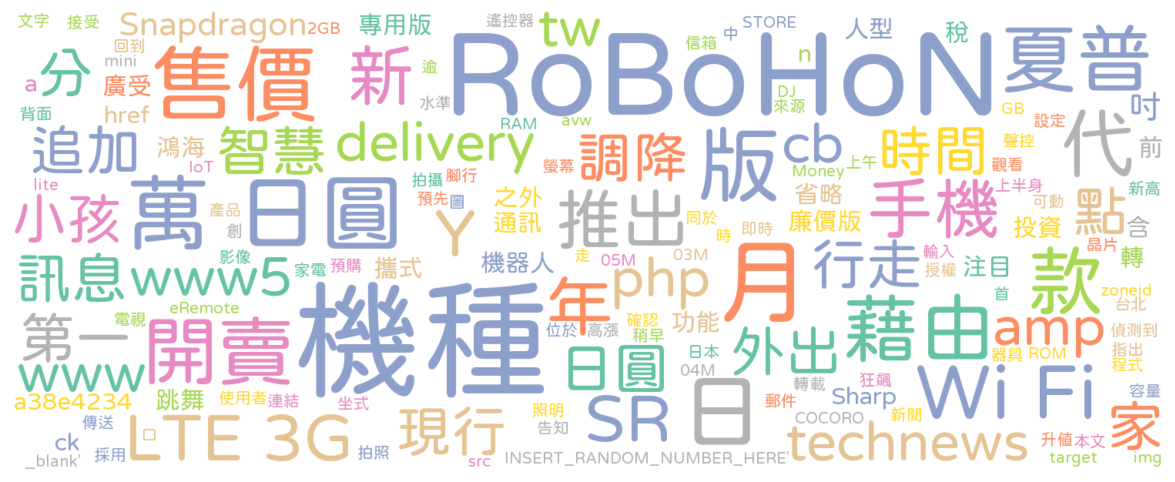 文字 接受 Snapdragon 2GB 專用版 遙控器 tw STORE 人型 稅
回到 mini 信箱 中
a 分 售價 新 逾 RoBoHoN n 夏普
廣受 href 水準 DJ 來源 GB 吋
背面 RAM avw 設定
追加 鴻海 智慧 delivery 螢幕 調降 版 cb 時間 聲控 代 前
IoT Money 上午 觀看
lite 拍攝 腳行 之外 省略 上半身 新高
小孩 萬 產品 日圓 預先 圖 Y 通訊 推出 同於 廉價版 手機 可動 點 含
創 時 即時 投資 晶片
訊息 www5 影像 家電 預購 攜式 機器人 走 05M 03M 月 行走 輸入 授權 注目 款 轉
電視 eRemote 年 php 首 zoneid
第一 開賣 機種 位於 高漲 確認 稍早 功能 外出 藉由 amp 台北 偵測到
www 日圓 日本 器具 ROM 指出 程式
04M 轉載 狂飆 Wi Fi 容量
a38e4234 跳舞 使用者 連結 坐式 照明 SR 日 郵件 Sharp 新聞 家
傳送 告知 COCORO
ck LTE 3G 現行 technews 升值 本文
_blank' 採用 拍照 src INSERT_RANDOM_NUMBER_HERE' target img